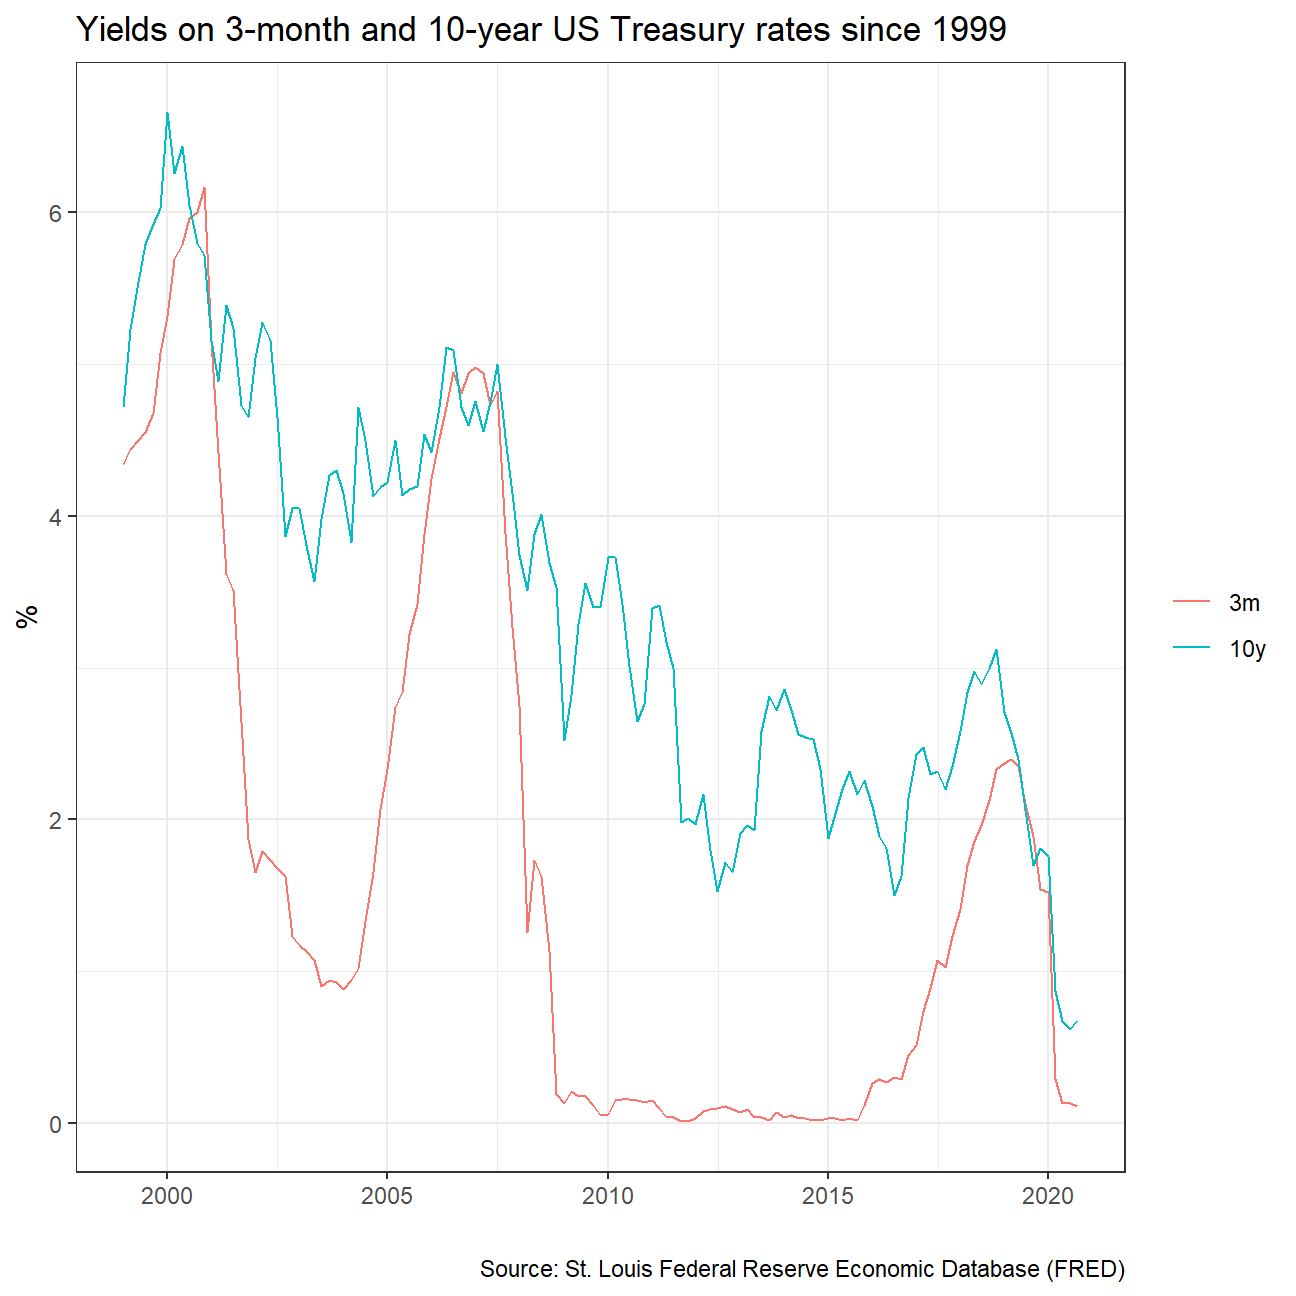 Yields on 3-month and 10-year US Treasury rates since 1999
6
4
2
0
%
3m
10y
2000 2005 2010 2015 2020
Source: St. Louis Federal Reserve Economic Database (FRED)